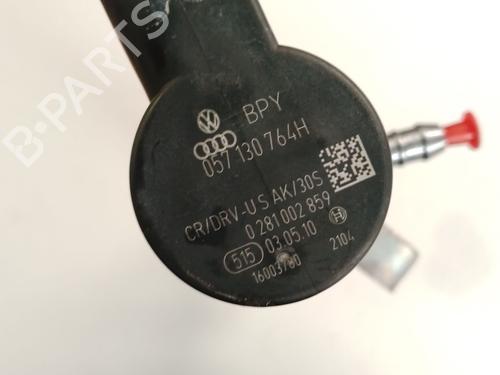 B-PARTS
BPY
057 130 764H
CR/DRV-U S AK/30S
0 281 002 859
515 03.05.10
2104
16003780